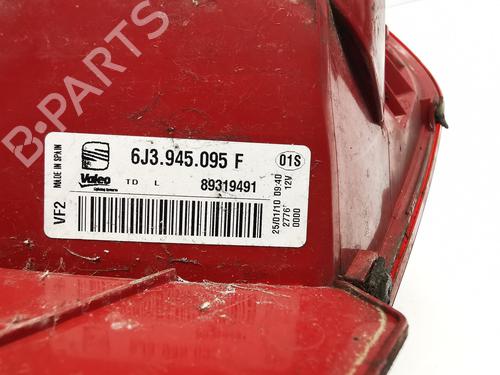 B-PARTS
6J3.945.095 F
01S
MADE IN SPAIN
Valeo
TD L
89319491
VF2
25/01/10 09:40
12V
2776
0000